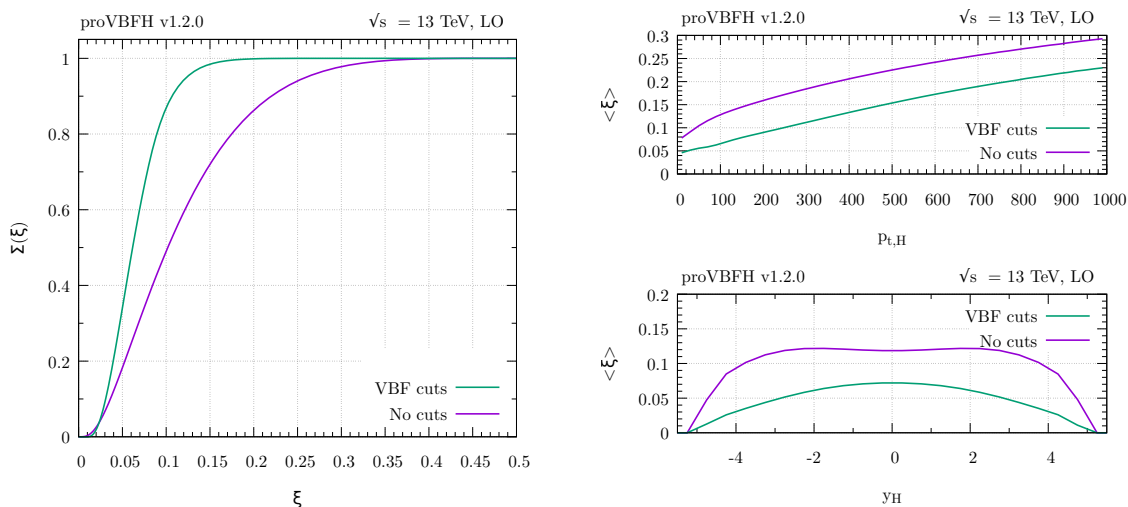 proVBFH v1.2.0
√s = 13 TeV, LO
Σ(ξ)
1
0.8
0.6
0.4
0.2
0
VBF cuts
No cuts
0 0.05 0.1 0.15 0.2 0.25 0.3 0.35 0.4 0.45 0.5
ξ
proVBFH v1.2.0
√s = 13 TeV, LO
<ξ>
0.3
0.25
0.2
0.15
0.1
0.05
0
VBF cuts
No cuts
0 100 200 300 400 500 600 700 800 900 1000
p_{t,H}
proVBFH v1.2.0
√s = 13 TeV, LO
<ξ>
0.2
0.15
0.1
0.05
0
VBF cuts
No cuts
-4 -2 0 2 4
y_H